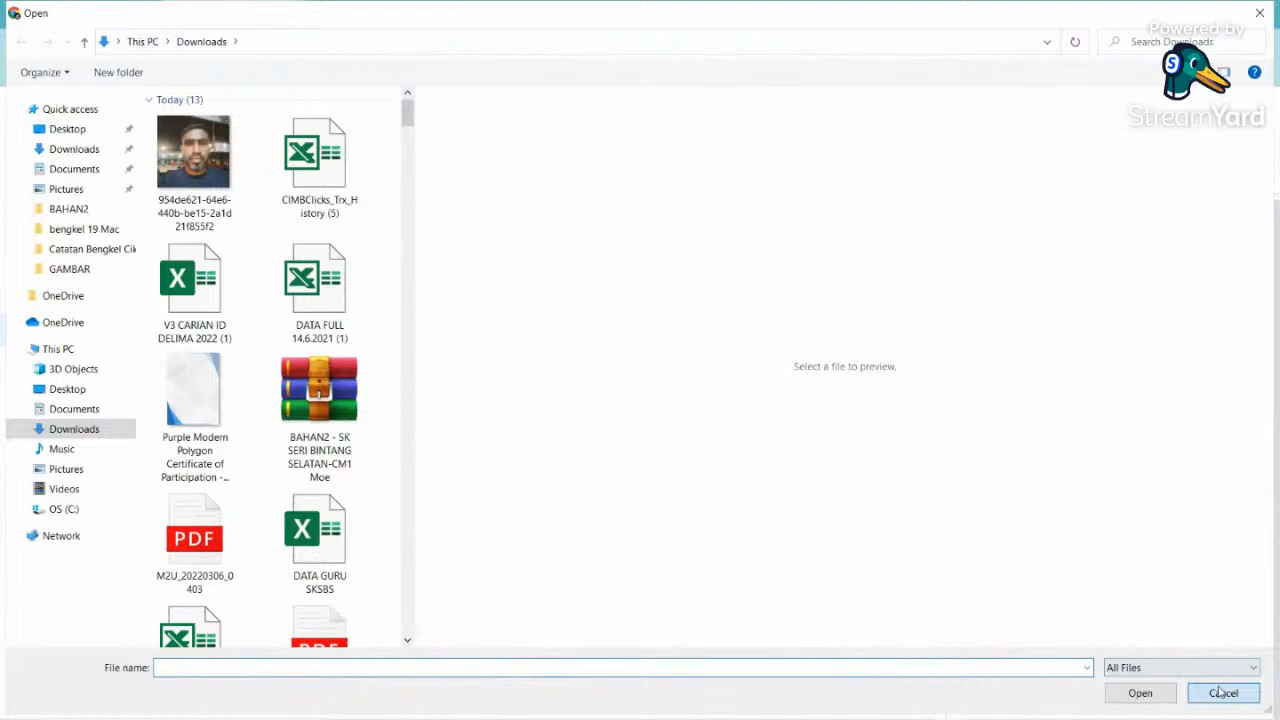 Open
Powered by
StreamYard
This PC
Downloads
Search Downloads
Organize
New folder
Quick access
Desktop
Downloads
Documents
Pictures
BAHAN2
bengkel 19 Mac
Catatan Bengkel Cik
GAMBAR
OneDrive
OneDrive
This PC
3D Objects
Desktop
Documents
Downloads
Music
Pictures
Videos
OS (C:)
Network
Today (13)
954de621-64e6-
440b-be15-2a1d
21f855f2
CIMBClicks_Trx_H
istory (5)
V3 CARIAN ID
DELIMA 2022 (1)
DATA FULL
14.6.2021 (1)
Purple Modern
Polygon
Certificate of
Participation -...
BAHAN2 - SK
SERI BINTANG
SELATAN-CM1
Moe
PDF
M2U_20220306_0
403
X
DATA GURU
SKSBS
Select a file to preview.
File name:
All Files
Open
Cancel